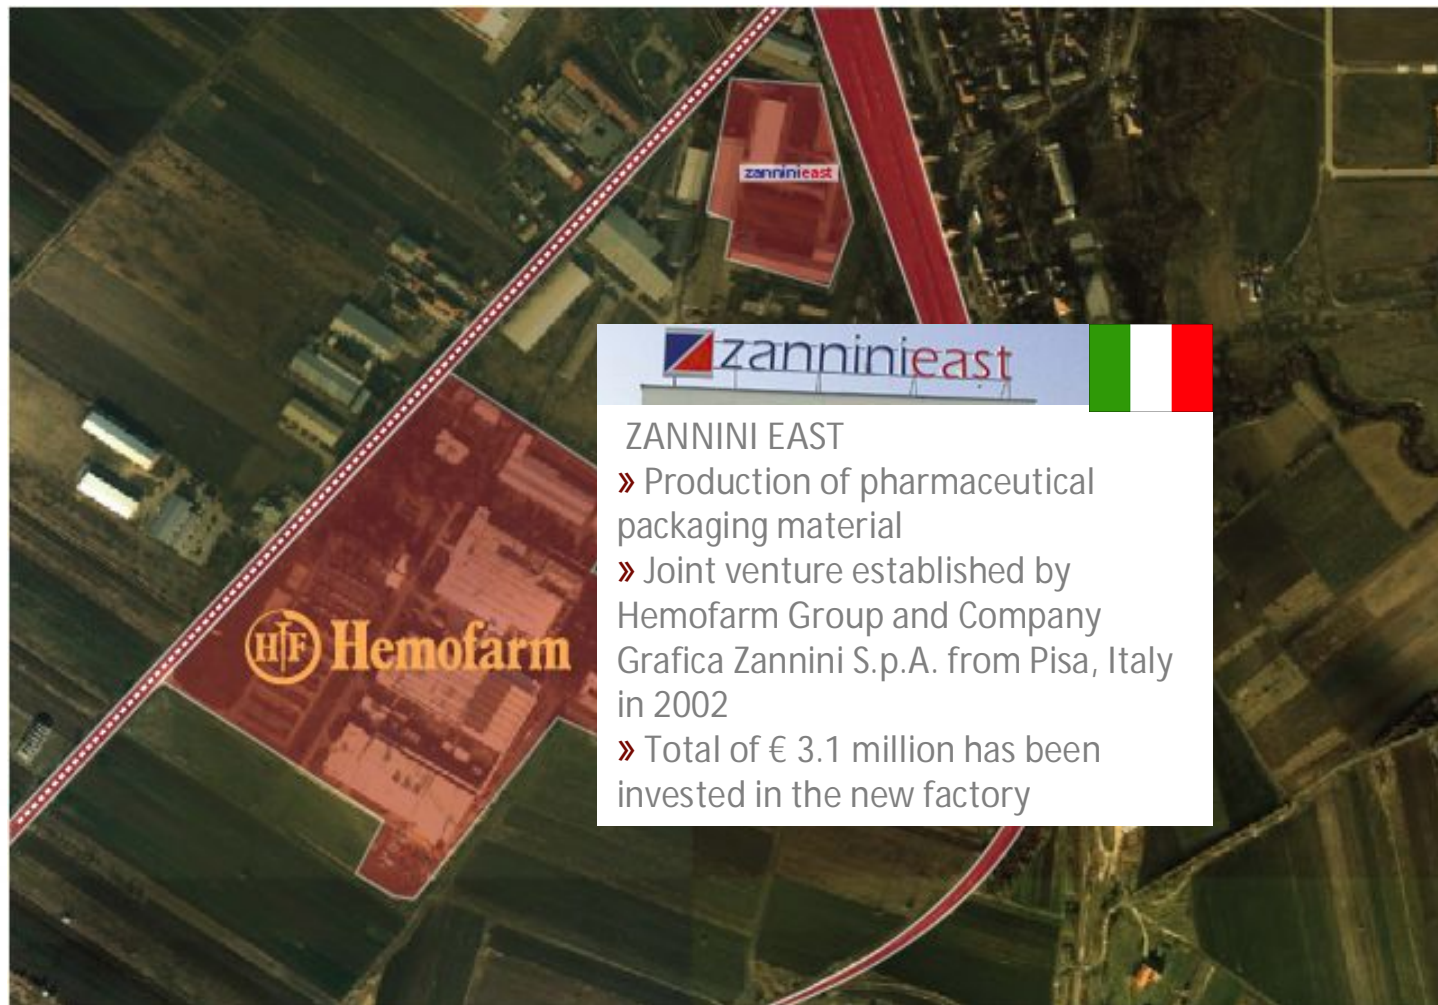 zanninieast
zanninieast
ZANNINI EAST
» Production of pharmaceutical
packaging material
» Joint venture established by
Hemofarm Group and Company
Grafica Zannini S.p.A. from Pisa, Italy
in 2002
» Total of € 3.1 million has been
invested in the new factory
HF Hemofarm